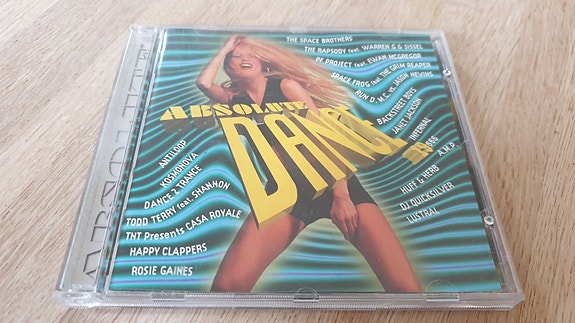 THE SPACE BROTHERS
THE RAPSODY feat. WARREN G & SISSEL
PF PROJECT feat. EWAN MCGREGOR
SPACE FROG feat. THE GRIM REAPER
RUN D.M.C. vs. JASON NEVINS
BACKSTREET BOYS
JANET JACKSON
INFERNAL
666
A.M.B.
HUFF & HERB
DJ QUICKSILVER
LUSTRAL
ABSOLUTE
DANCE
ANTILOOP
KOSMONOVA
DANCE 2 TRANCE
TODD TERRY feat. SHANNON
TNT Presents CASA ROYALE
HAPPY CLAPPERS
ROSIE GAINES